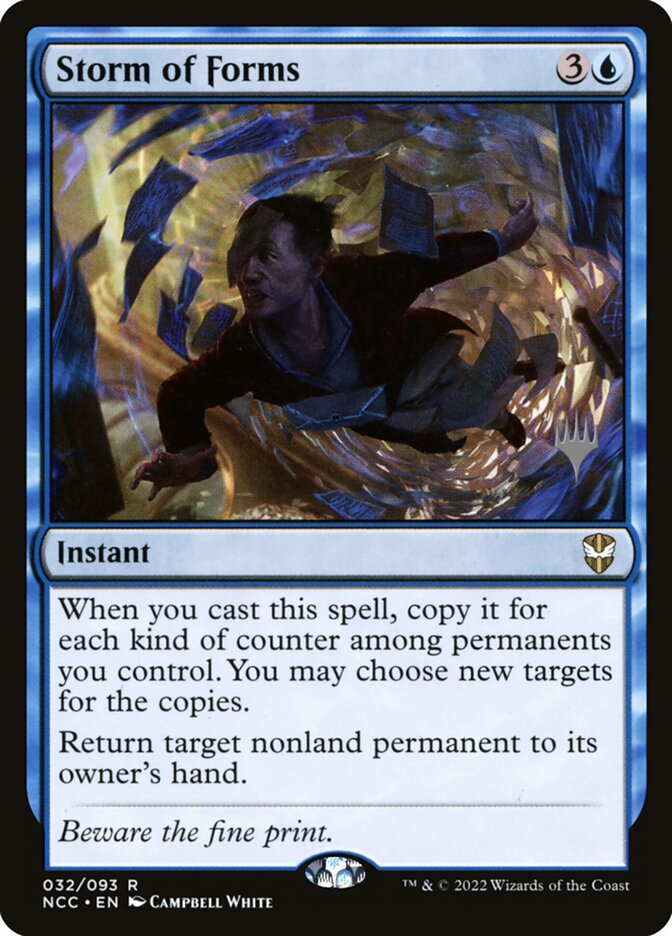 Storm of Forms 3
Instant
When you cast this spell, copy it for
each kind of counter among permanents
you control. You may choose new targets
for the copies.
Return target nonland permanent to its
owner's hand.
Beware the fine print.
032/093 R
NCC • EN Campbell White
™ & © 2022 Wizards of the Coast